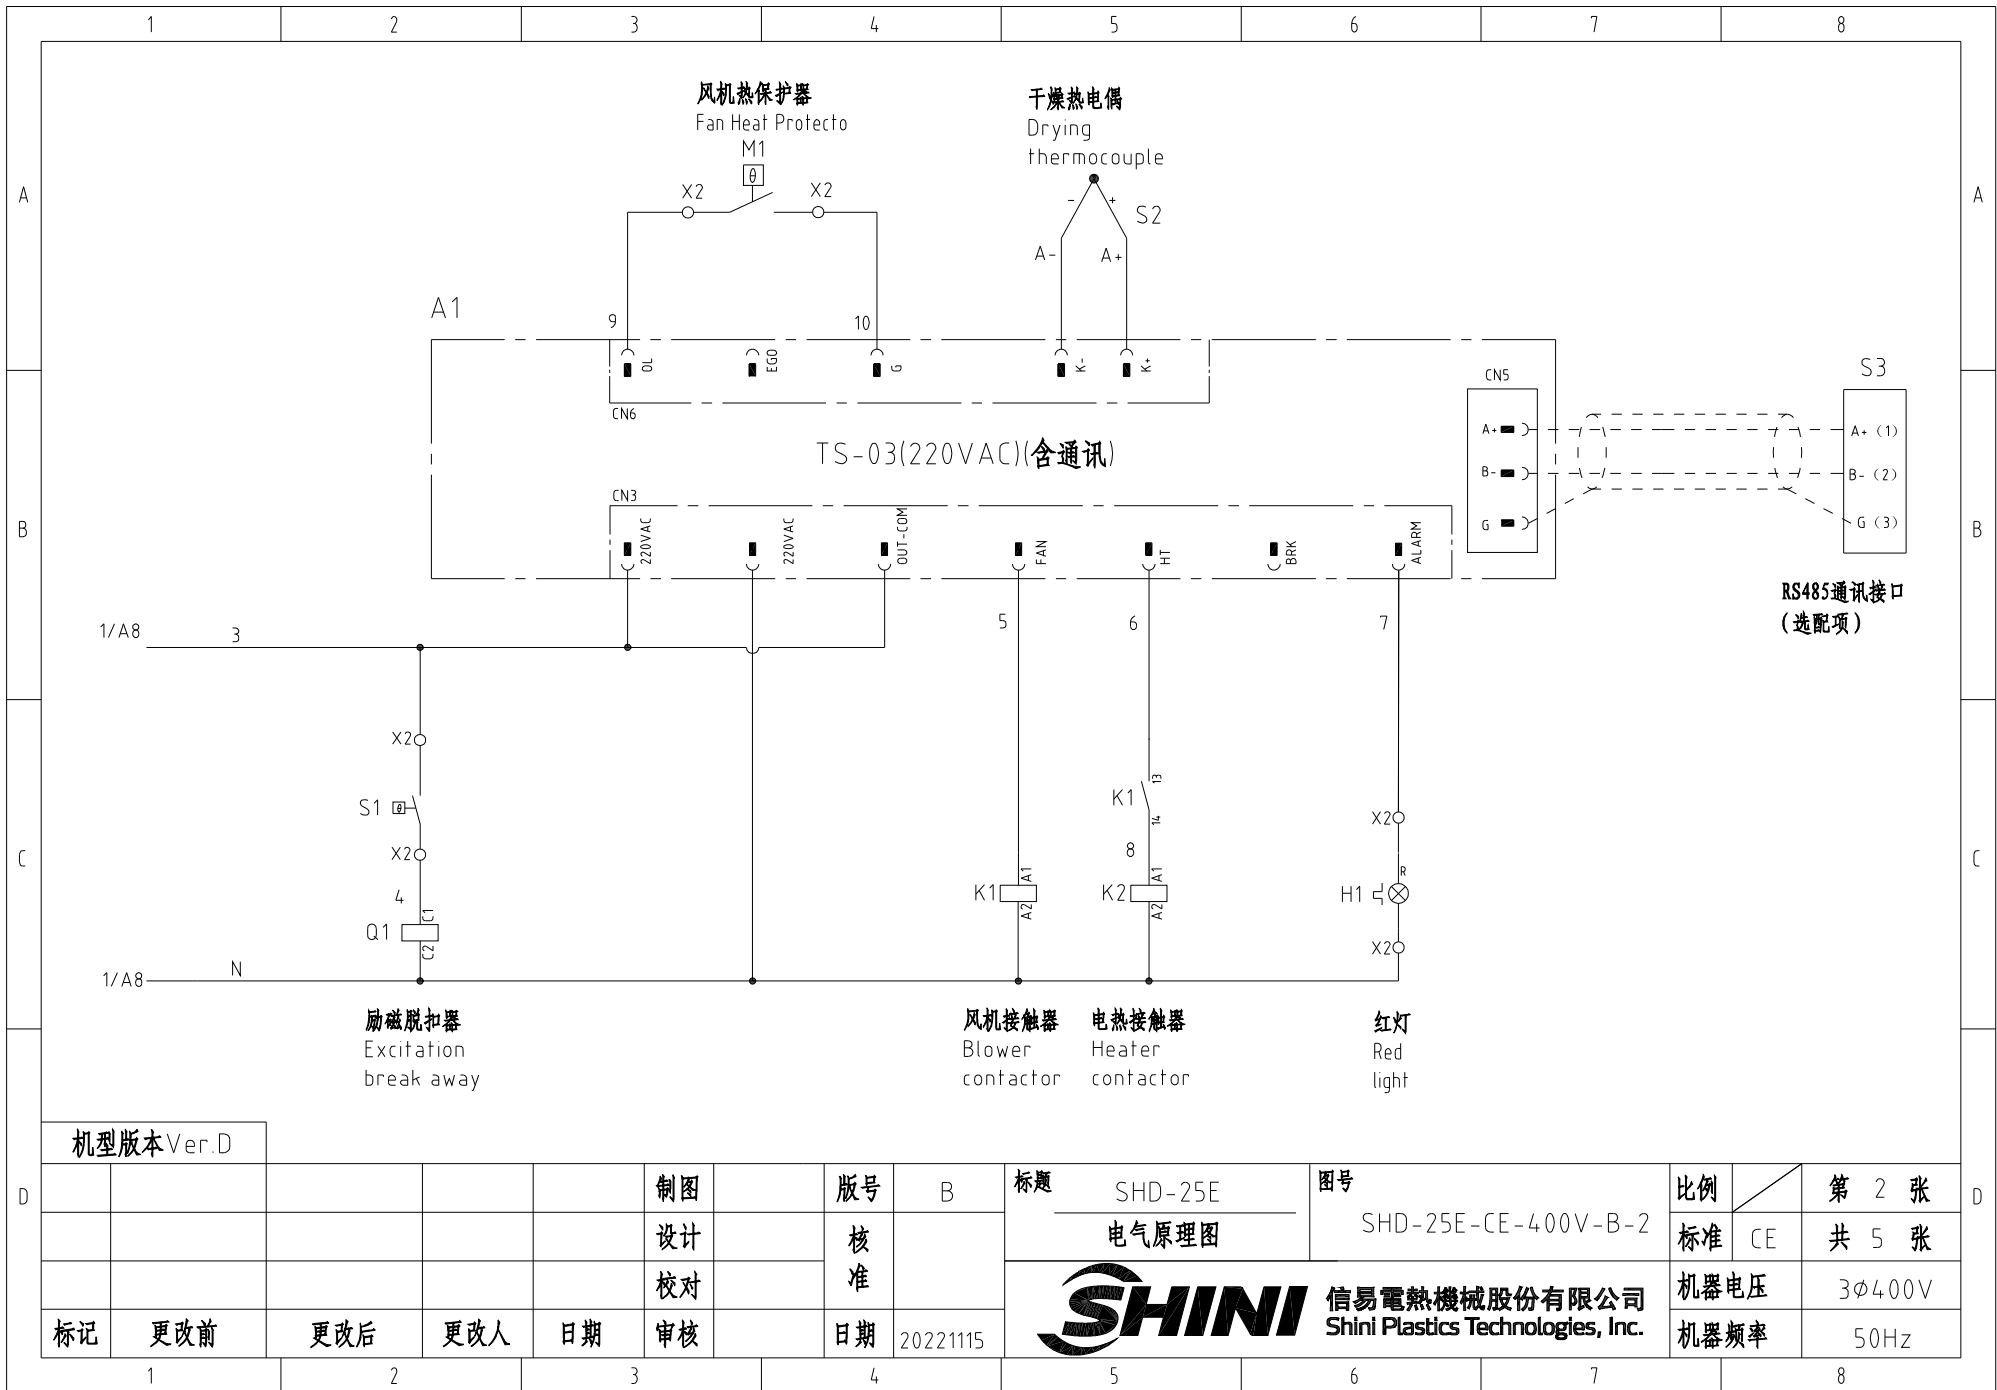 1 2 3 4 5 6 7 8
风机热保护器
Fan Heat Protecto
M1
θ
X2 X2
干燥热电偶
Drying
thermocouple
- +
S2
A- A+
A A
A1
9 10
OL EGO G K- K+
CN6
TS-03(220VAC)(含通讯)
CN3
220VAC 220VAC OUT-COM FAN HT BRK ALARM
CN5
A+
B-
G
S3
A+ (1)
B- (2)
G (3)
RS485通讯接口
(选配项)
B B
1/A8 3
5 6 7
X2
S1 θ
X2
4
Q1 C1 C2
K1 13 14
8
K1 A1 A2
K2 A1 A2
X2
R
H1
X2
C C
1/A8 N
励磁脱扣器
Excitation
break away
风机接触器
Blower
contactor
电热接触器
Heater
contactor
红灯
Red
light
机型版本Ver.D
D D
制图 版号 B
设计 核
校对 准
标记 更改前 更改后 更改人 日期 审核 日期 20221115
标题 SHD-25E
电气原理图
图号
SHD-25E-CE-400V-B-2
比例 第 2 张
标准 CE 共 5 张
机器电压 3φ400V
机器频率 50Hz
SHINI
信易電熱機械股份有限公司
Shini Plastics Technologies, Inc.
1 2 3 4 5 6 7 8